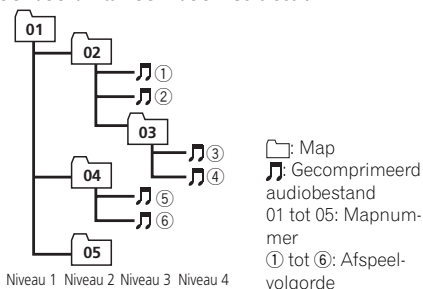 01
02
①
②
03
③
④
04
⑤
⑥
05
Niveau 1 Niveau 2 Niveau 3 Niveau 4
: Map
: Gecomprimeerd
audiobestand
01 tot 05: Mapnum-
mer
① tot ⑥: Afspeel-
volgorde